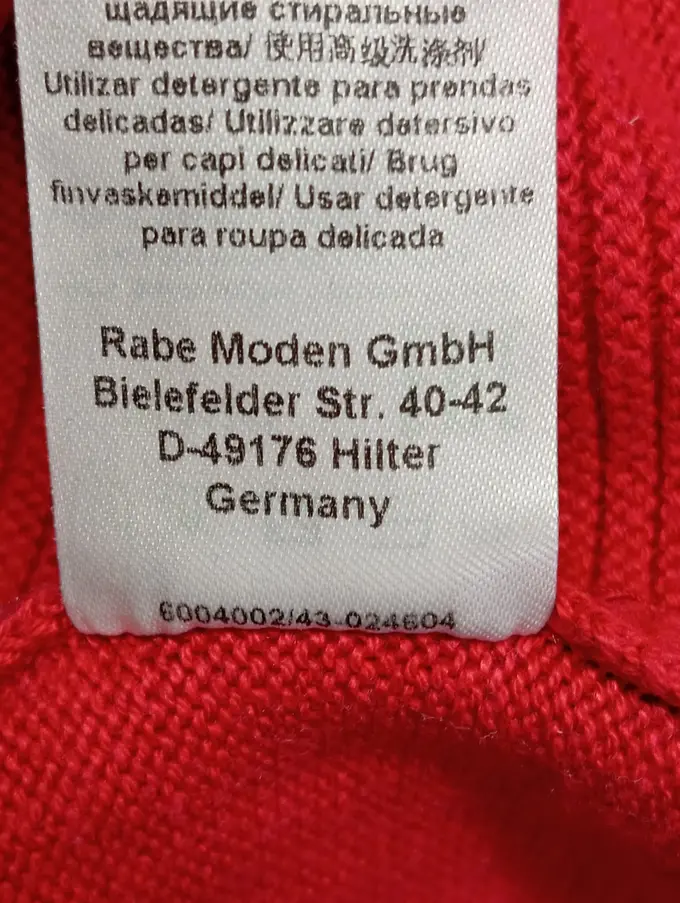 щадящие стиральные
вещества/ 使用高级洗涤剂/
Utilizar detergente para prendas
delicadas/ Utilizzare detersivo
per capi delicati/ Brug
finvaskemiddel/ Usar detergente
para roupa delicada
Rabe Moden GmbH
Bielefelder Str. 40-42
D-49176 Hilter
Germany
6004002/43-024604